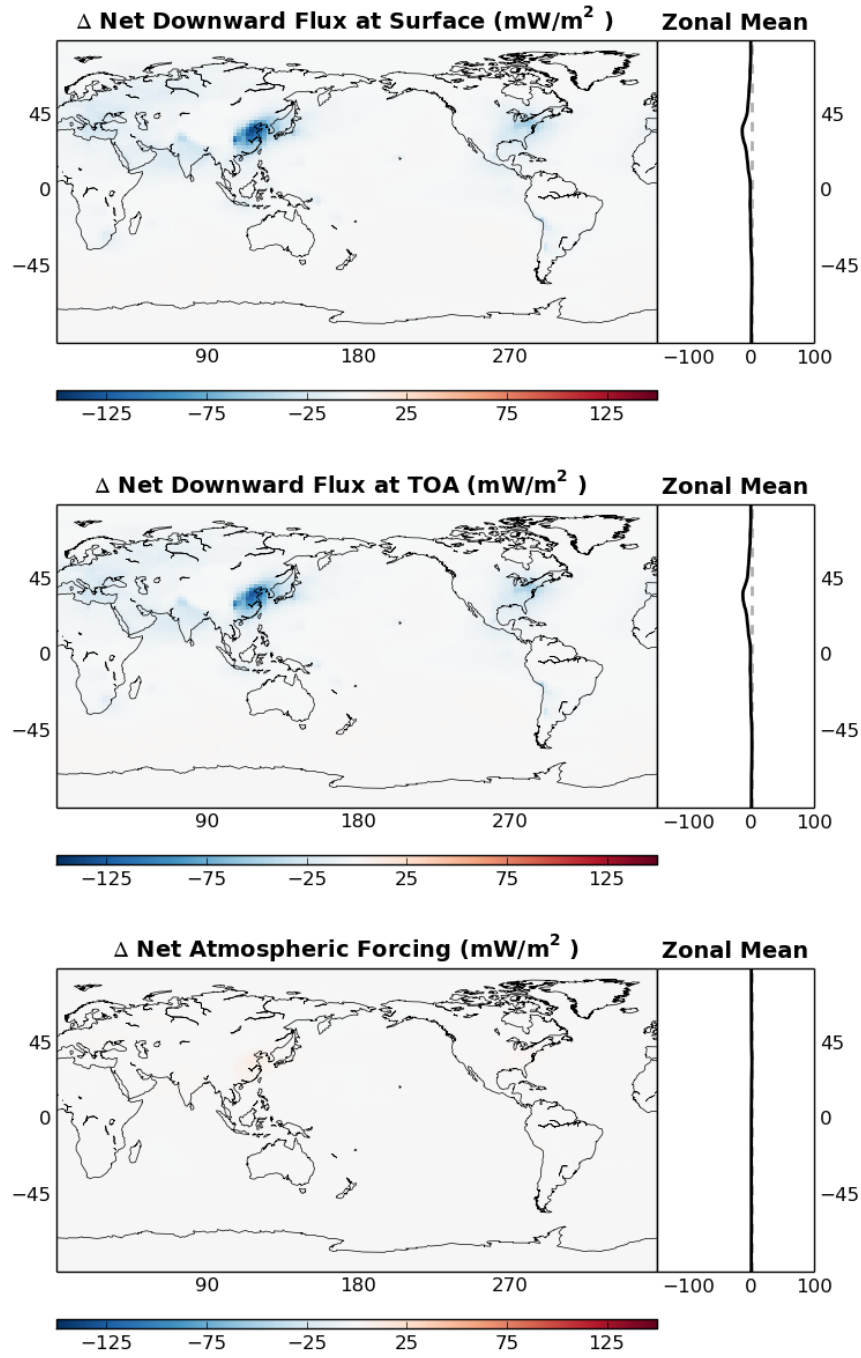 Δ Net Downward Flux at Surface (mW/m² ) Zonal Mean
45 45
0 0
−45 −45
90 180 270 −100 0 100
−125 −75 −25 25 75 125
Δ Net Downward Flux at TOA (mW/m² ) Zonal Mean
45 45
0 0
−45 −45
90 180 270 −100 0 100
−125 −75 −25 25 75 125
Δ Net Atmospheric Forcing (mW/m² ) Zonal Mean
45 45
0 0
−45 −45
90 180 270 −100 0 100
−125 −75 −25 25 75 125